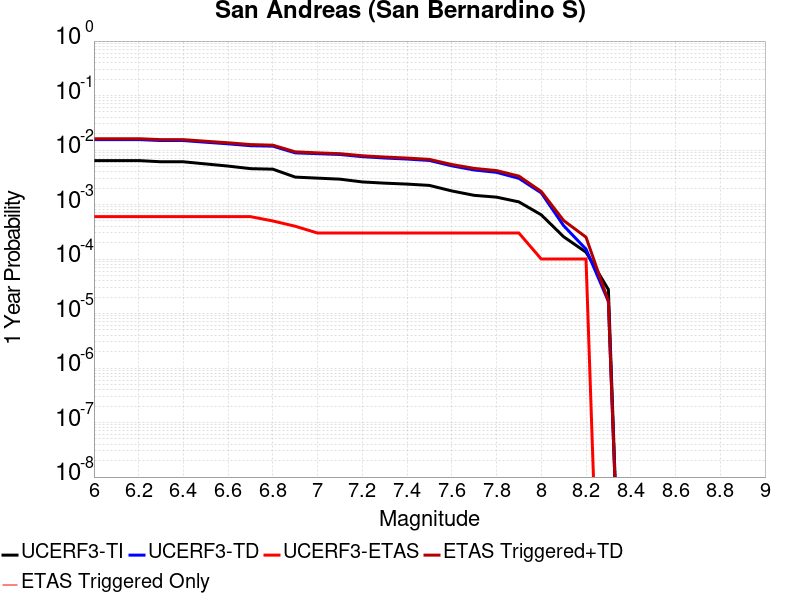 San Andreas (San Bernardino S)
10^0
10^-1
10^-2
10^-3
10^-4
10^-5
10^-6
10^-7
10^-8
1 Year Probability
6 6.2 6.4 6.6 6.8 7 7.2 7.4 7.6 7.8 8 8.2 8.4 8.6 8.8 9
Magnitude
UCERF3-TI UCERF3-TD UCERF3-ETAS ETAS Triggered+TD
ETAS Triggered Only